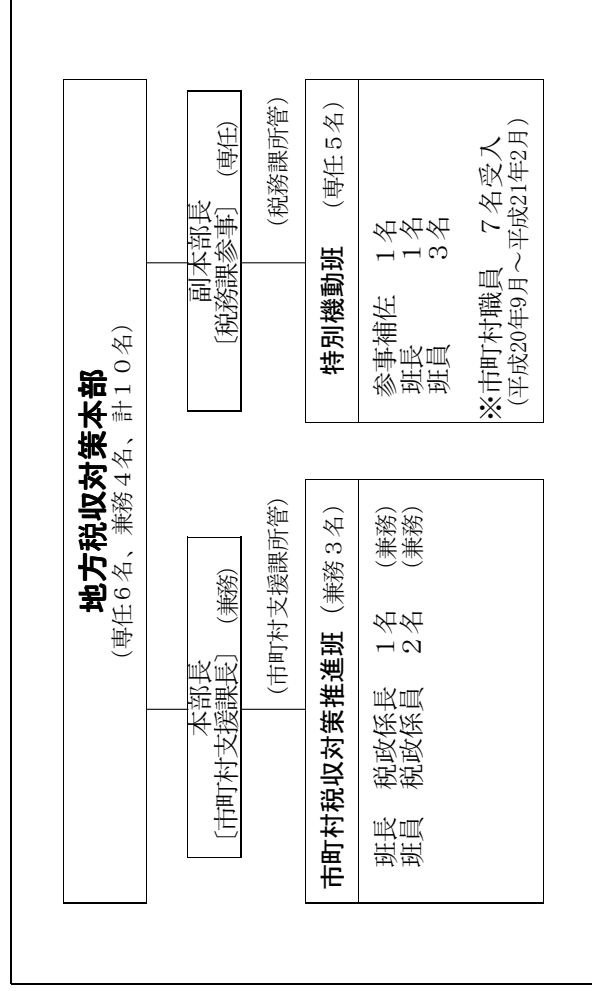 地方税収対策本部
（専任６名、兼務４名、計１０名）
本部長
〔市町村支援課長〕（兼務）
（市町村支援課所管）
市町村税収対策推進班（兼務３名）
班長　税政係長　１名　（兼務）
班員　税政係員　２名　（兼務）
副本部長
〔税務課参事〕（専任）
（税務課所管）
特別機動班　（専任５名）
参事補佐　１名
班長　１名
班員　３名
※市町村職員　７名受入
（平成20年9月～平成21年2月）